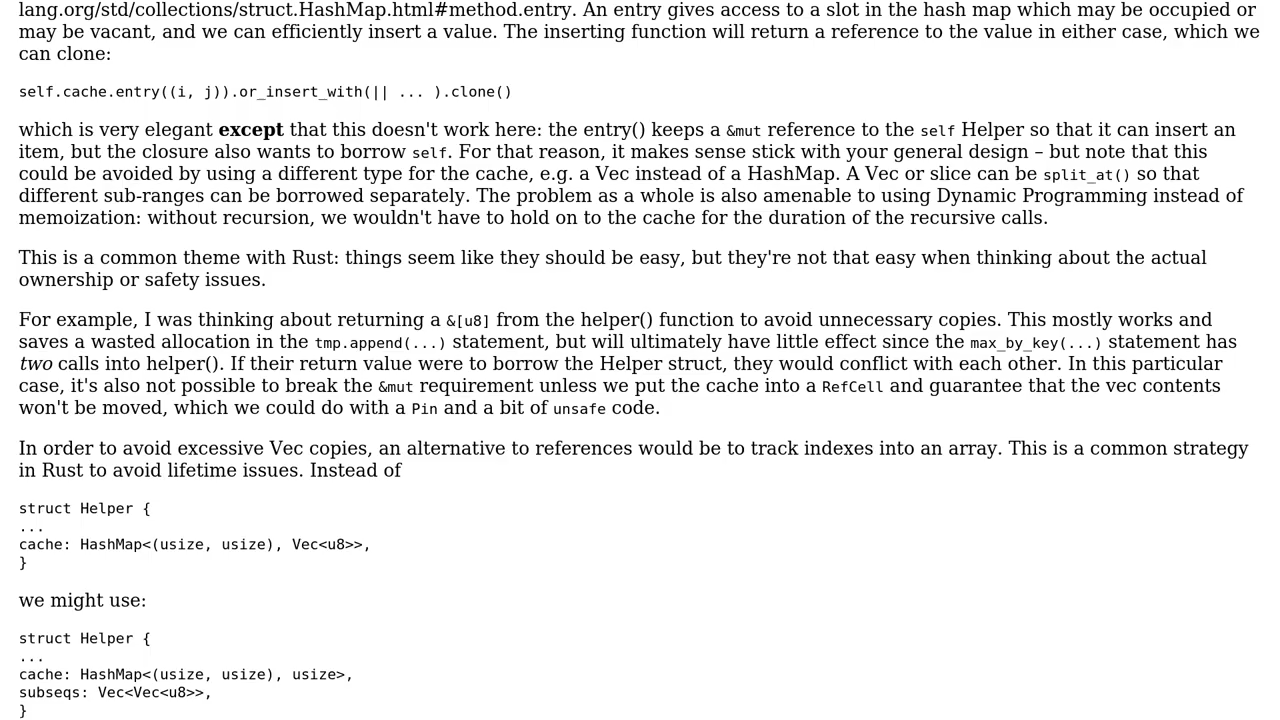 lang.org/std/collections/struct.HashMap.html#method.entry. An entry gives access to a slot in the hash map which may be occupied or
may be vacant, and we can efficiently insert a value. The inserting function will return a reference to the value in either case, which we
can clone:
self.cache.entry((i, j)).or_insert_with(|| ... ).clone()
which is very elegant except that this doesn't work here: the entry() keeps a &mut reference to the self Helper so that it can insert an
item, but the closure also wants to borrow self. For that reason, it makes sense stick with your general design – but note that this
could be avoided by using a different type for the cache, e.g. a Vec instead of a HashMap. A Vec or slice can be split_at() so that
different sub-ranges can be borrowed separately. The problem as a whole is also amenable to using Dynamic Programming instead of
memoization: without recursion, we wouldn't have to hold on to the cache for the duration of the recursive calls.
This is a common theme with Rust: things seem like they should be easy, but they're not that easy when thinking about the actual
ownership or safety issues.
For example, I was thinking about returning a &[u8] from the helper() function to avoid unnecessary copies. This mostly works and
saves a wasted allocation in the tmp.append(...) statement, but will ultimately have little effect since the max_by_key(...) statement has
two calls into helper(). If their return value were to borrow the Helper struct, they would conflict with each other. In this particular
case, it's also not possible to break the &mut requirement unless we put the cache into a RefCell and guarantee that the vec contents
won't be moved, which we could do with a Pin and a bit of unsafe code.
In order to avoid excessive Vec copies, an alternative to references would be to track indexes into an array. This is a common strategy
in Rust to avoid lifetime issues. Instead of
struct Helper {
...
cache: HashMap<(usize, usize), Vec<u8>>,
}
we might use:
struct Helper {
...
cache: HashMap<(usize, usize), usize>,
subseqs: Vec<Vec<u8>>,
}